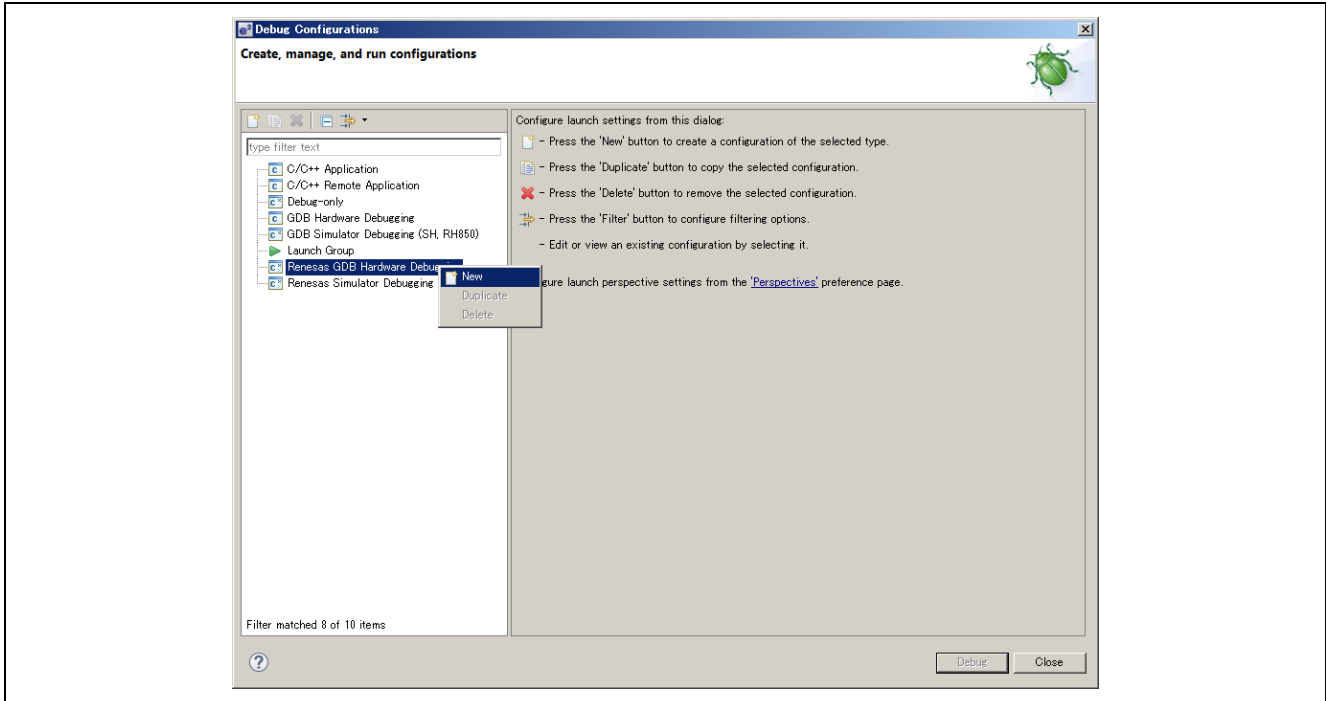 e² Debug Configurations
Create, manage, and run configurations
type filter text
C/C++ Application
C/C++ Remote Application
Debug-only
GDB Hardware Debugging
GDB Simulator Debugging (SH, RH850)
Launch Group
Renesas GDB Hardware
Renesas Simulator Debugging
New
Duplicate
Delete
Filter matched 8 of 10 items
Configure launch settings from this dialog:
- Press the 'New' button to create a configuration of the selected type.
- Press the 'Duplicate' button to copy the selected configuration.
- Press the 'Delete' button to remove the selected configuration.
- Press the 'Filter' button to configure filtering options.
- Edit or view an existing configuration by selecting it.
launch perspective settings from the 'Perspectives' preference page.
?
Debug
Close